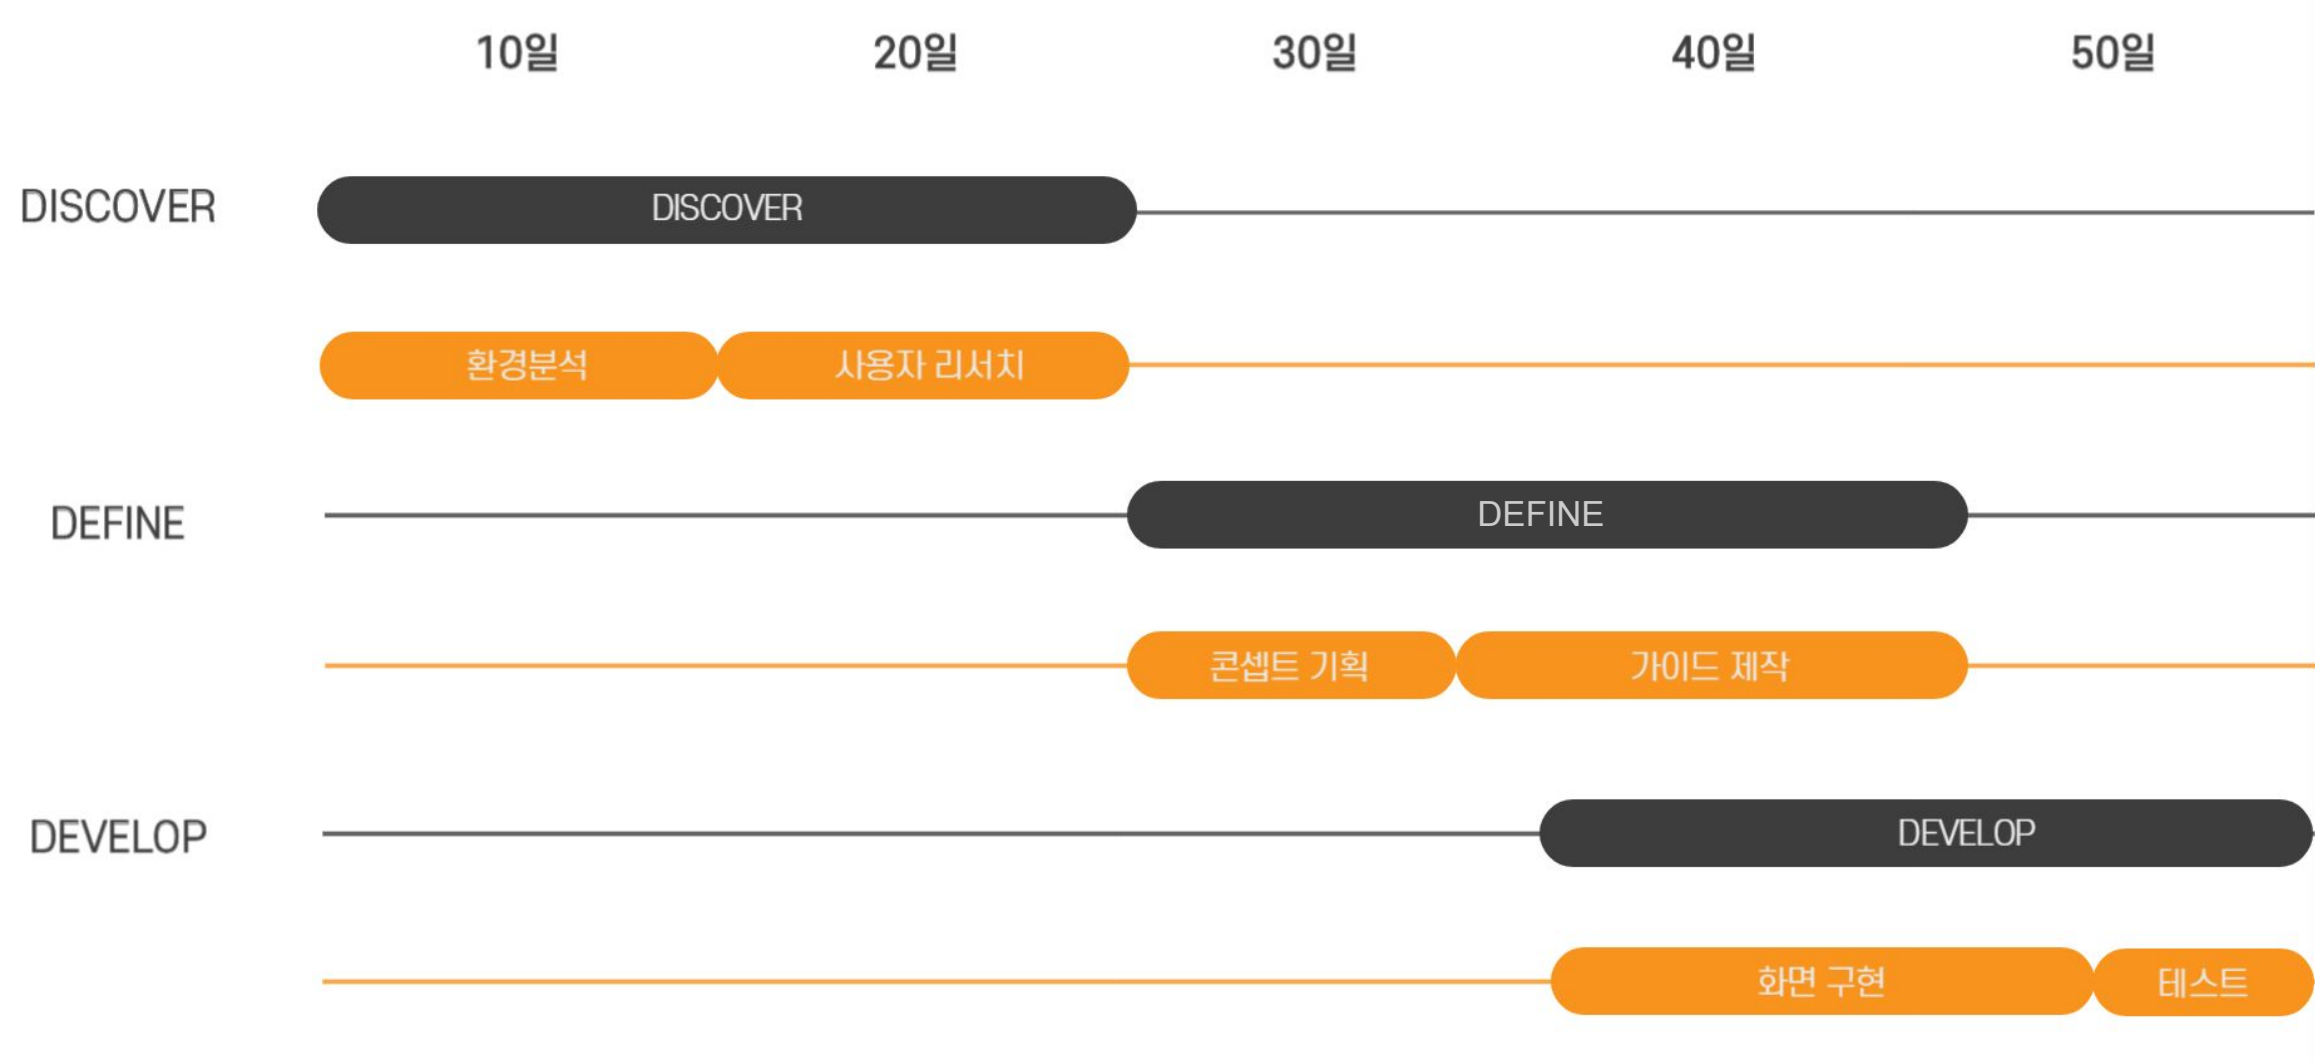 10일 20일 30일 40일 50일
DISCOVER DISCOVER
환경분석 사용자 리서치
DEFINE DEFINE
콘셉트 기획 가이드 제작
DEVELOP DEVELOP
화면 구현 테스트